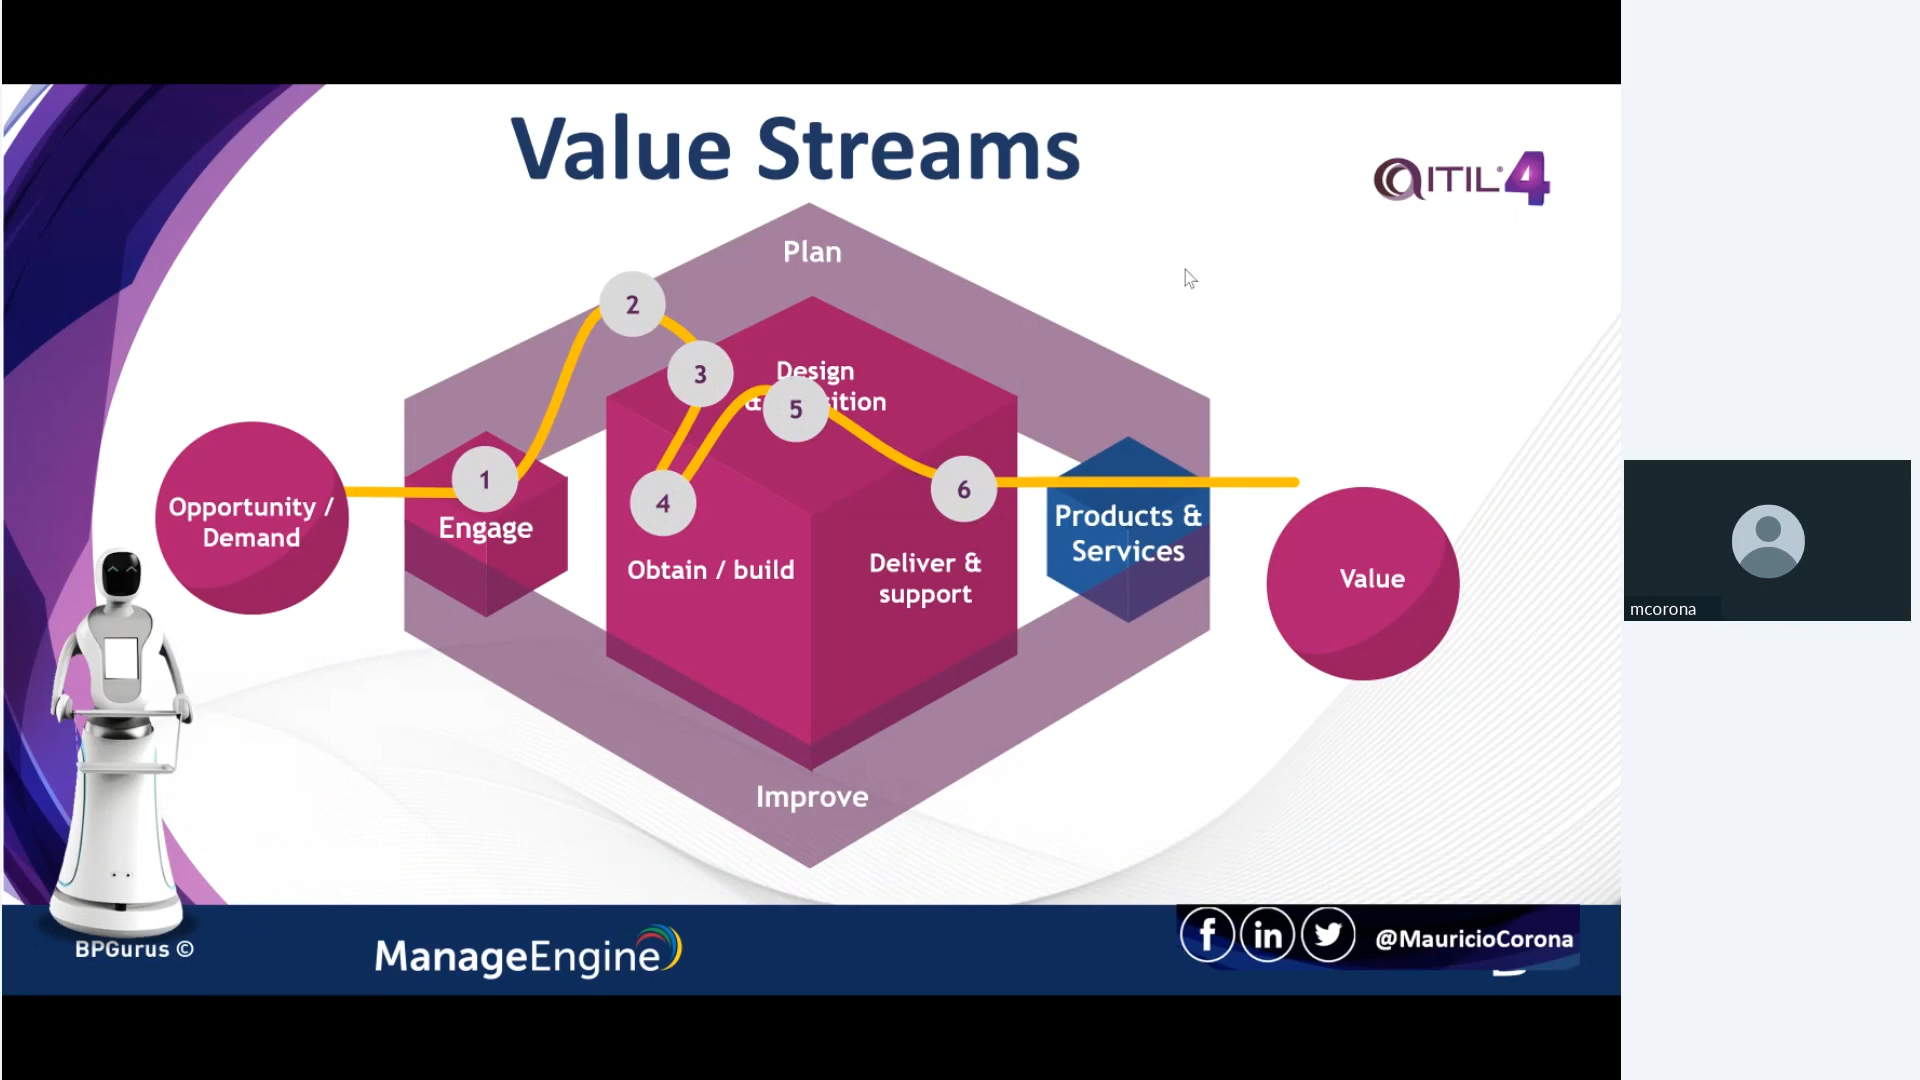 Value Streams
ITIL® 4
Plan
2
3
Design
5
1
4
6
Opportunity /
Demand
Engage
Obtain / build
Deliver &
support
Products &
Services
Value
Improve
mcorona
BPGurus ©
ManageEngine
f in @MauricioCorona